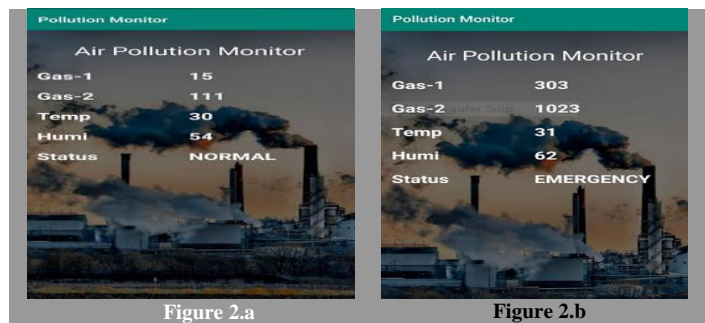 Pollution Monitor
Air Pollution Monitor
Gas-1 15
Gas-2 111
Temp 30
Humi 54
Status NORMAL
Figure 2.a
Pollution Monitor
Air Pollution Monitor
Gas-1 303
Gas-2 1023
Temp 31
Humi 62
Status EMERGENCY
Figure 2.b